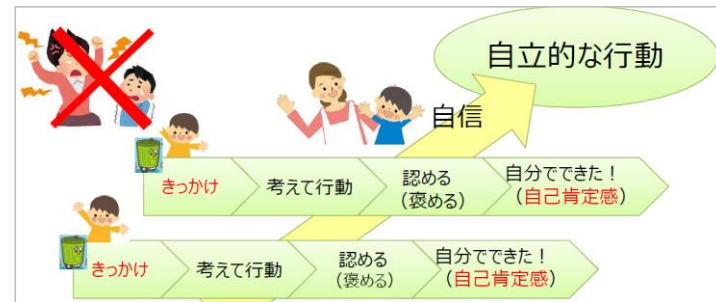 自立的な行動
自信
きっかけ
考えて行動
認める
（褒める）
自分でできた！
（自己肯定感）
きっかけ
考えて行動
認める
（褒める）
自分でできた！
（自己肯定感）